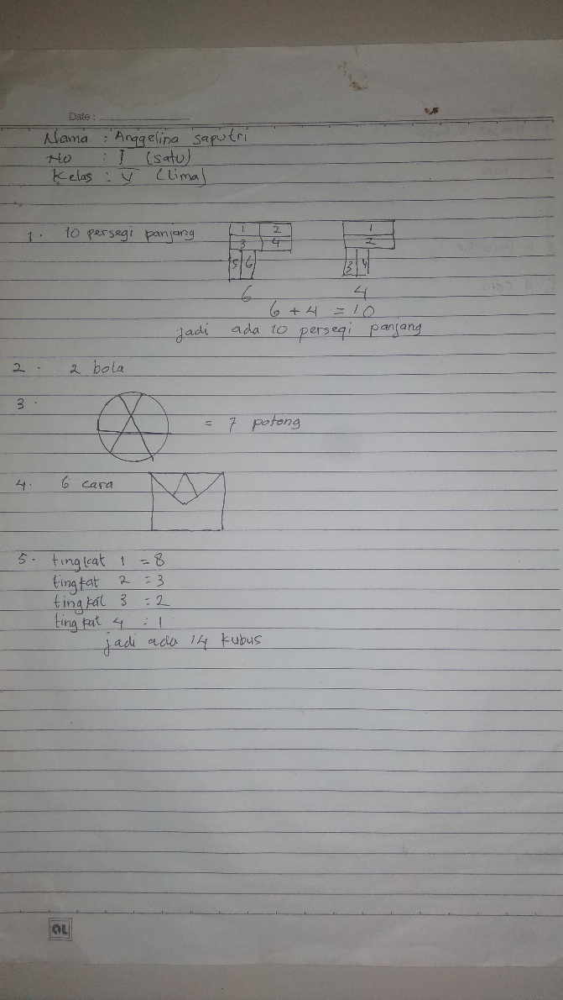 Date :
Nama : Anggelina saputri
No : I (satu)
Kelas : V (Lima)
1. 10 persegi panjang
1 2
3 4
5 6
6
1
2
3 4
4
6 + 4 = 10
jadi ada 10 persegi panjang
2. 2 bola
3. = 7 potong
4. 6 cara
5. tingkat 1 = 8
tingkat 2 = 3
tingkat 3 = 2
tingkat 4 = 1
jadi ada 14 kubus
OL